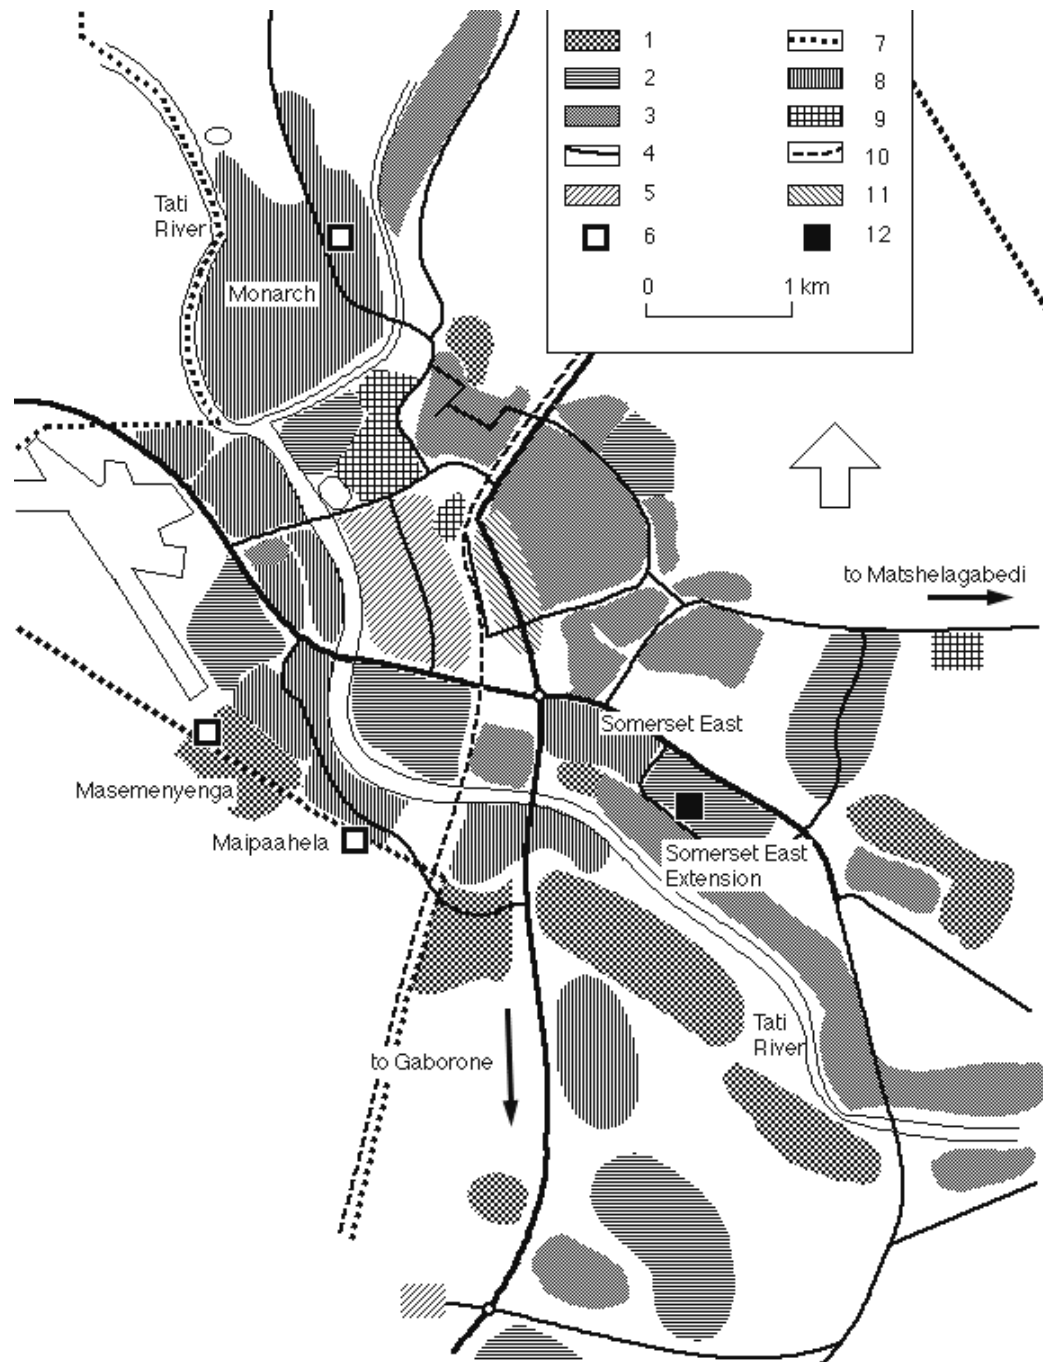 1
7
2
8
3
9
4
10
5
11
6
12
0
1 km
Tati
River
Monarch
to Matshelagabedi
Somerset East
Masemenyenga
Maipaahela
Somerset East
Extension
Tati
River
to Gaborone